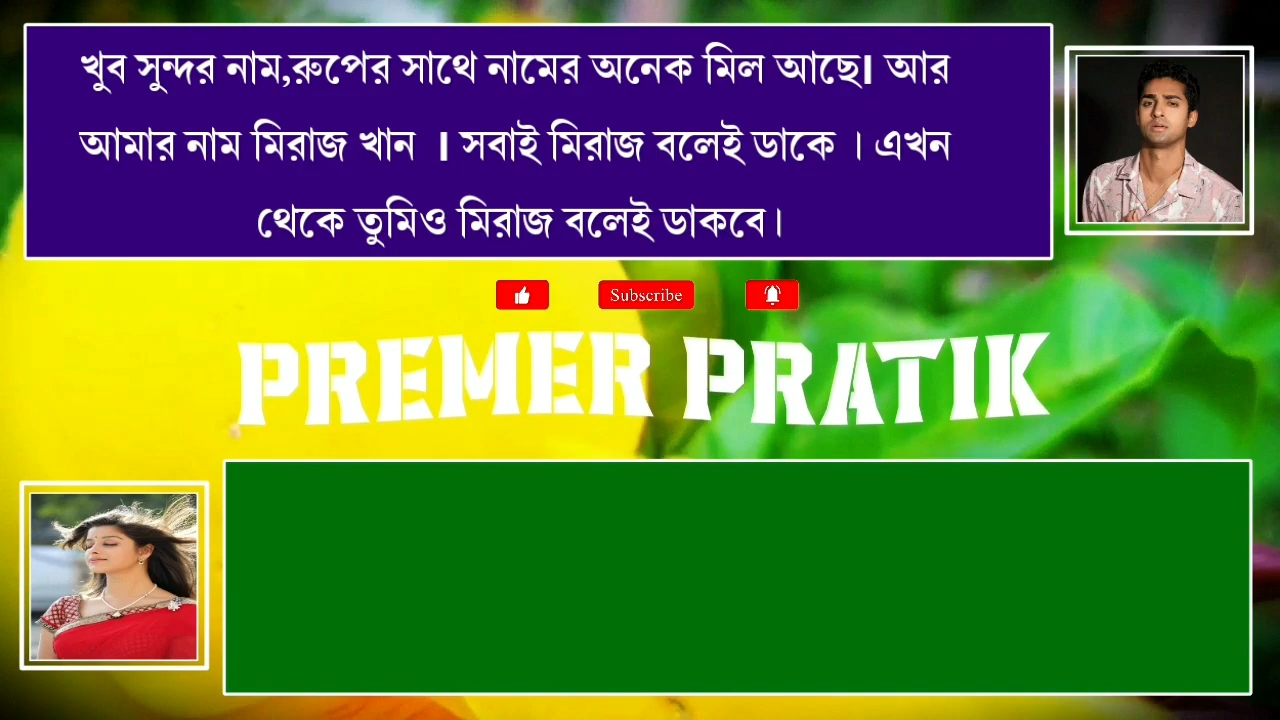 খুব সুন্দর নাম,রুপের সাথে নামের অনেক মিল আছে। আর
আমার নাম মিরাজ খান । সবাই মিরাজ বলেই ডাকে । এখন
থেকে তুমিও মিরাজ বলেই ডাকবে।
Subscribe
PREMER PRATIK